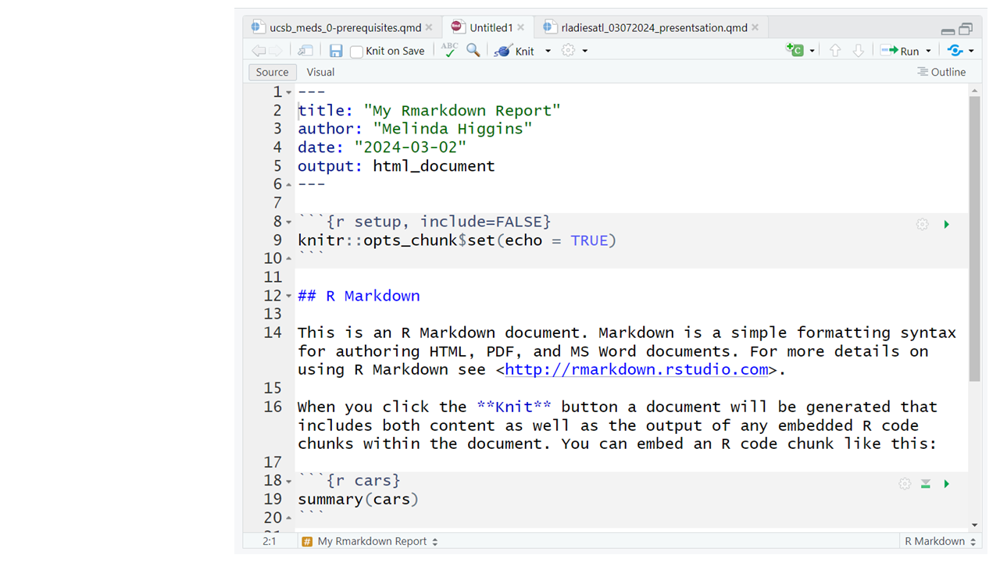 ucsb_meds_0-prerequisites.qmd Untitled1 rladiesatl_03072024_presentsation.qmd
Knit on Save ABC Knit Run
Source Visual Outline
1 ---
2 title: "My Rmarkdown Report"
3 author: "Melinda Higgins"
4 date: "2024-03-02"
5 output: html_document
6 ---
7
8 ```{r setup, include=FALSE}
9 knitr::opts_chunk$set(echo = TRUE)
10 ```
11
12 ## R Markdown
13
14 This is an R Markdown document. Markdown is a simple formatting syntax
for authoring HTML, PDF, and MS Word documents. For more details on
using R Markdown see <http://rmarkdown.rstudio.com>.
15
16 When you click the **Knit** button a document will be generated that
includes both content as well as the output of any embedded R code
chunks within the document. You can embed an R code chunk like this:
17
18 ```{r cars}
19 summary(cars)
20 ```
2:1 # My Rmarkdown Report R Markdown